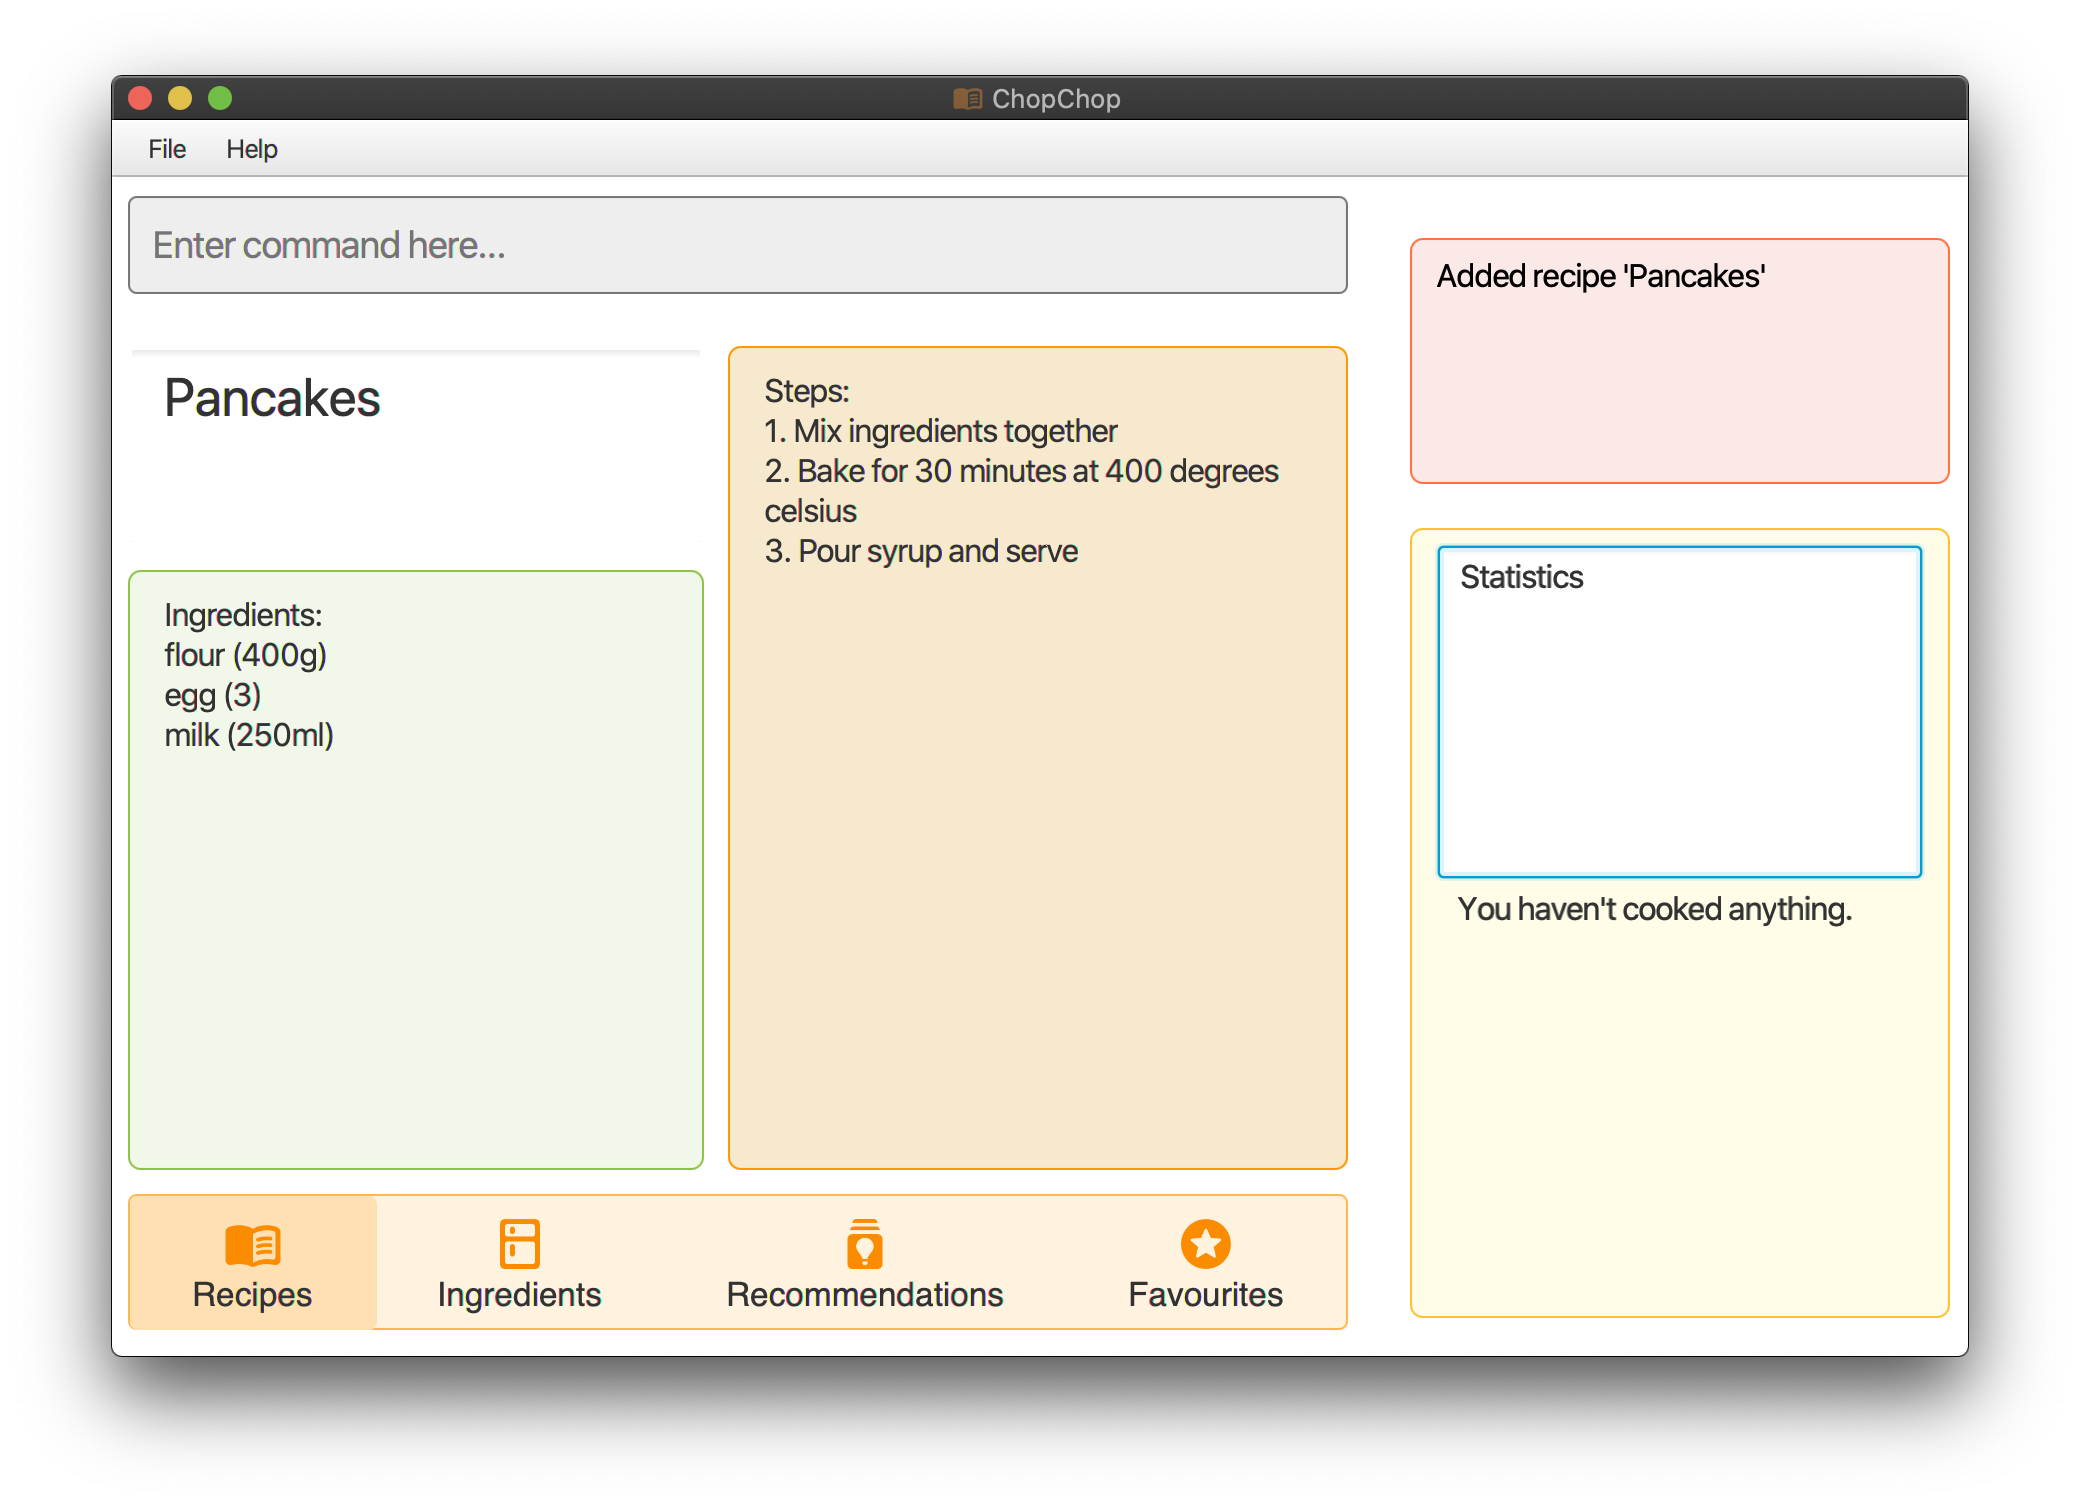 ChopChop
File Help
Enter command here...
Added recipe 'Pancakes'
Pancakes
Steps:
1. Mix ingredients together
2. Bake for 30 minutes at 400 degrees
celsius
3. Pour syrup and serve
Ingredients:
flour (400g)
egg (3)
milk (250ml)
Statistics
You haven't cooked anything.
Recipes Ingredients Recommendations Favourites